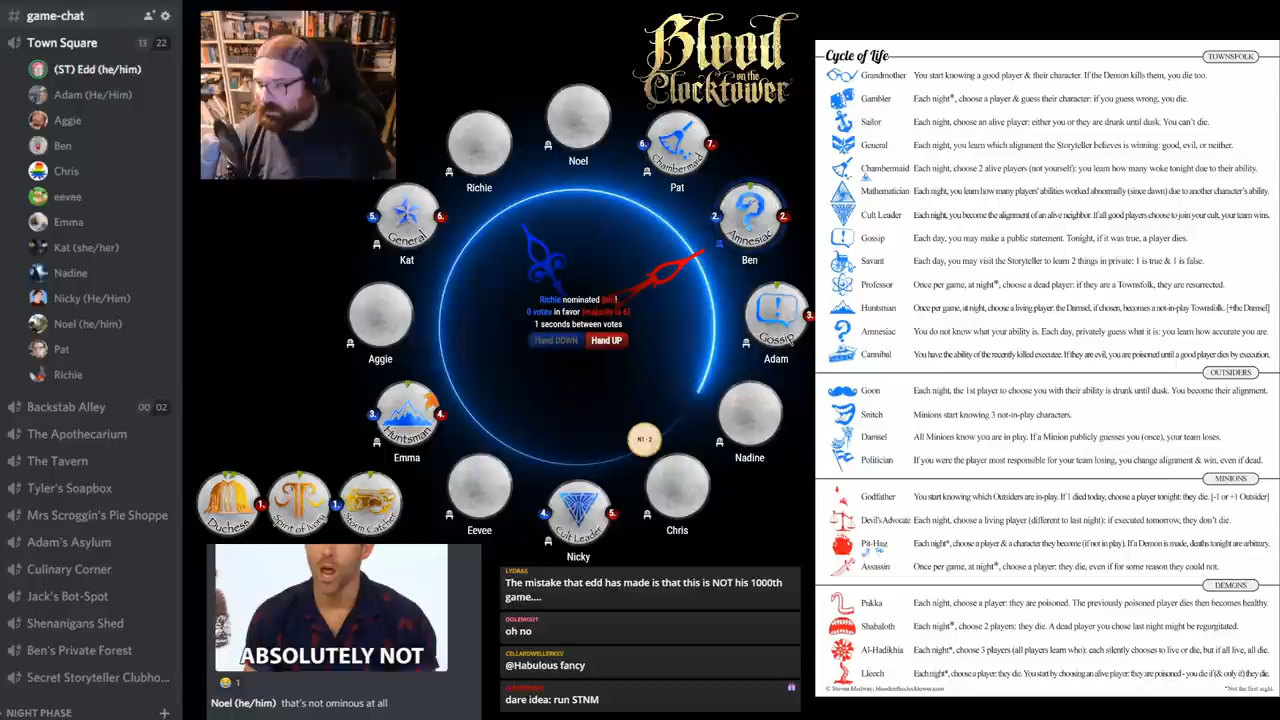 # game-chat
Town Square 13 22
(ST) Edd (he/him)
Adam (He/Him)
Aggie
Ben
Chris
eevee
Emma
Kat (she/her)
Nadine
Nicky (He/Him)
Noel (he/him)
Pat
Richie
Backstab Alley 00 02
The Apothecarium
The Tavern
Tyler's Soapbox
Mrs Scroggin's Choppe
Adam's Asylum
Culinary Corner
Jack's Bot-Spot
Shenanigans Shed
Ben's Private Forest
Secret Storyteller Clubho...
NIGHT PHASE
Blood
on the
Clocktower
Noel
Richie
6. Chambermaid 7.
Pat
5. General 6.
Kat
2. Amnesiac 2.
Ben
Aggie
Gossip 3.
Adam
3. Huntsman 4.
Emma
Nadine
Eevee
4. Cult Leader 5.
Nicky
Chris
N1 - 2
Richie nominated
0 votes in favor (majority is 6)
1 seconds between votes
Hand DOWN Hand UP
Duchess 1.
Spirit of Ivory
1. Storm Catcher
ABSOLUTELY NOT
1
Noel (he/him) that's not ominous at all
LYDRAS
The mistake that edd has made is that this is NOT his 1000th
game....
DOLEMOUT
oh no
CELLARDWELLERKEV
@Habulous fancy
dare idea: run STNM
Cycle of Life
TOWNSFOLK
Grandmother You start knowing a good player & their character. If the Demon kills them, you die too.
Gambler Each night*, choose a player & guess their character: if you guess wrong, you die.
Sailor Each night, choose an alive player: either you or they are drunk until dusk. You can't die.
General Each night, you learn which alignment the Storyteller believes is winning: good, evil, or neither.
Chambermaid Each night, choose 2 alive players (not yourself): you learn how many woke tonight due to their ability.
Mathematician Each night, you learn how many players' abilities worked abnormally (since dawn) due to another character's ability.
Cult Leader Each night, you become the alignment of an alive neighbor. If all good players choose to join your cult, your team wins.
Gossip Each day, you may make a public statement. Tonight, if it was true, a player dies.
Savant Each day, you may visit the Storyteller to learn 2 things in private: 1 is true & 1 is false.
Professor Once per game, at night*, choose a dead player: if they are a Townsfolk, they are resurrected.
Huntsman Once per game, at night, choose a living player: the Damsel, if chosen, becomes a not-in-play Townsfolk. [+the Damsel]
Amnesiac You do not know what your ability is. Each day, privately guess what it is: you learn how accurate you are.
Cannibal You have the ability of the recently killed executee. If they are evil, you are poisoned until a good player dies by execution.
OUTSIDERS
Goon Each night, the 1st player to choose you with their ability is drunk until dusk. You become their alignment.
Snitch Minions start knowing 3 not-in-play characters.
Damsel All Minions know you are in play. If a Minion publicly guesses you (once), your team loses.
Politician If you were the player most responsible for your team losing, you change alignment & win, even if dead.
MINIONS
Godfather You start knowing which Outsiders are in-play. If 1 died today, choose a player tonight: they die. [-1 or +1 Outsider]
Devil's Advocate Each night, choose a living player (different to last night): if executed tomorrow, they don't die.
Pit-Hag Each night*, choose a player & a character they become (if not in play). If a Demon is made, deaths tonight are arbitrary.
Assassin Once per game, at night*, choose a player: they die, even if for some reason they could not.
DEMONS
Pukka Each night, choose a player: they are poisoned. The previously poisoned player dies then becomes healthy.
Shabaloth Each night*, choose 2 players: they die. A dead player you chose last night might be regurgitated.
Al-Hadikhia Each night*, choose 3 players (all players learn who): each silently chooses to live or die, but if all live, all die.
Lleech Each night*, choose a player: they die. You start by choosing an alive player: they are poisoned - you die if (& only if) they die.
© Steven Medway, bloodontheclocktower.com *Not the first night.